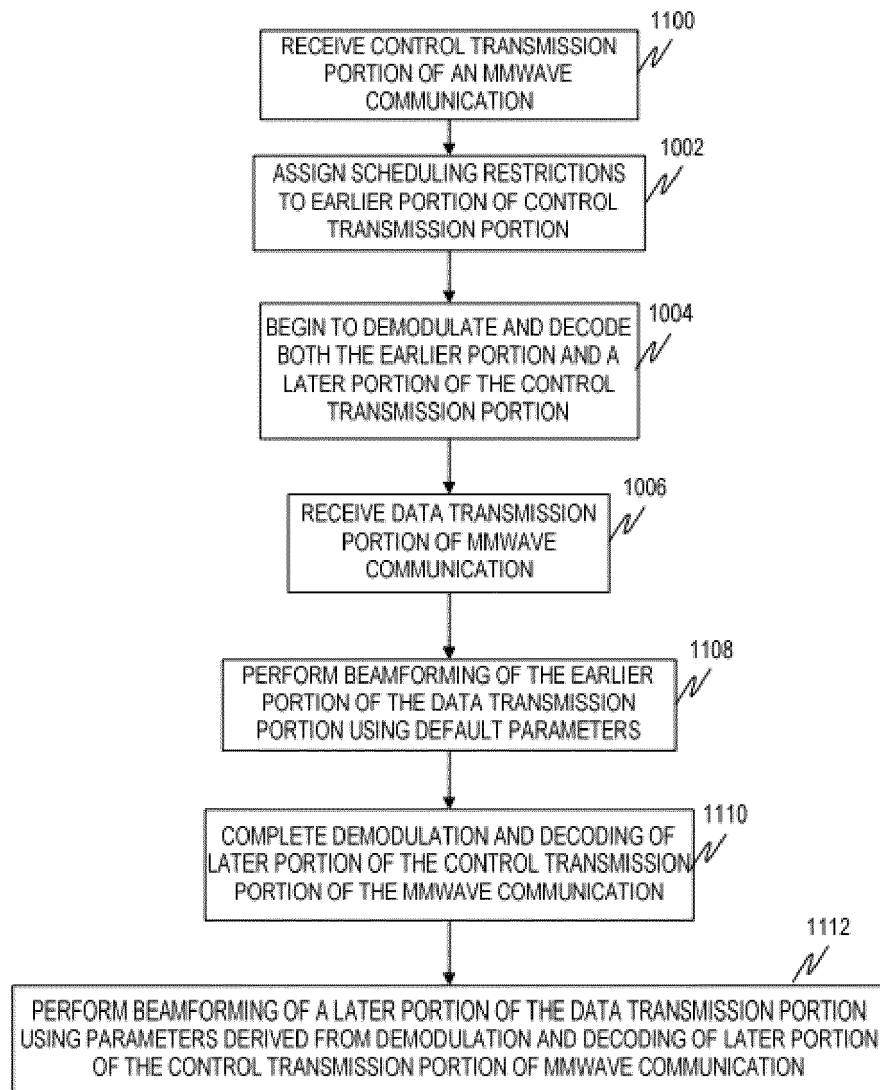 1100
RECEIVE CONTROL TRANSMISSION
PORTION OF AN MMWAVE
COMMUNICATION
1002
ASSIGN SCHEDULING RESTRICTIONS
TO EARLIER PORTION OF CONTROL
TRANSMISSION PORTION
1004
BEGIN TO DEMODULATE AND DECODE
BOTH THE EARLIER PORTION AND A
LATER PORTION OF THE CONTROL
TRANSMISSION PORTION
1006
RECEIVE DATA TRANSMISSION
PORTION OF MMWAVE
COMMUNICATION
1108
PERFORM BEAMFORMING OF THE EARLIER
PORTION OF THE DATA TRANSMISSION
PORTION USING DEFAULT PARAMETERS
1110
COMPLETE DEMODULATION AND DECODING OF
LATER PORTION OF THE CONTROL TRANSMISSION
PORTION OF THE MMWAVE COMMUNICATION
1112
PERFORM BEAMFORMING OF A LATER PORTION OF THE DATA TRANSMISSION PORTION
USING PARAMETERS DERIVED FROM DEMODULATION AND DECODING OF LATER PORTION
OF THE CONTROL TRANSMISSION PORTION OF MMWAVE COMMUNICATION